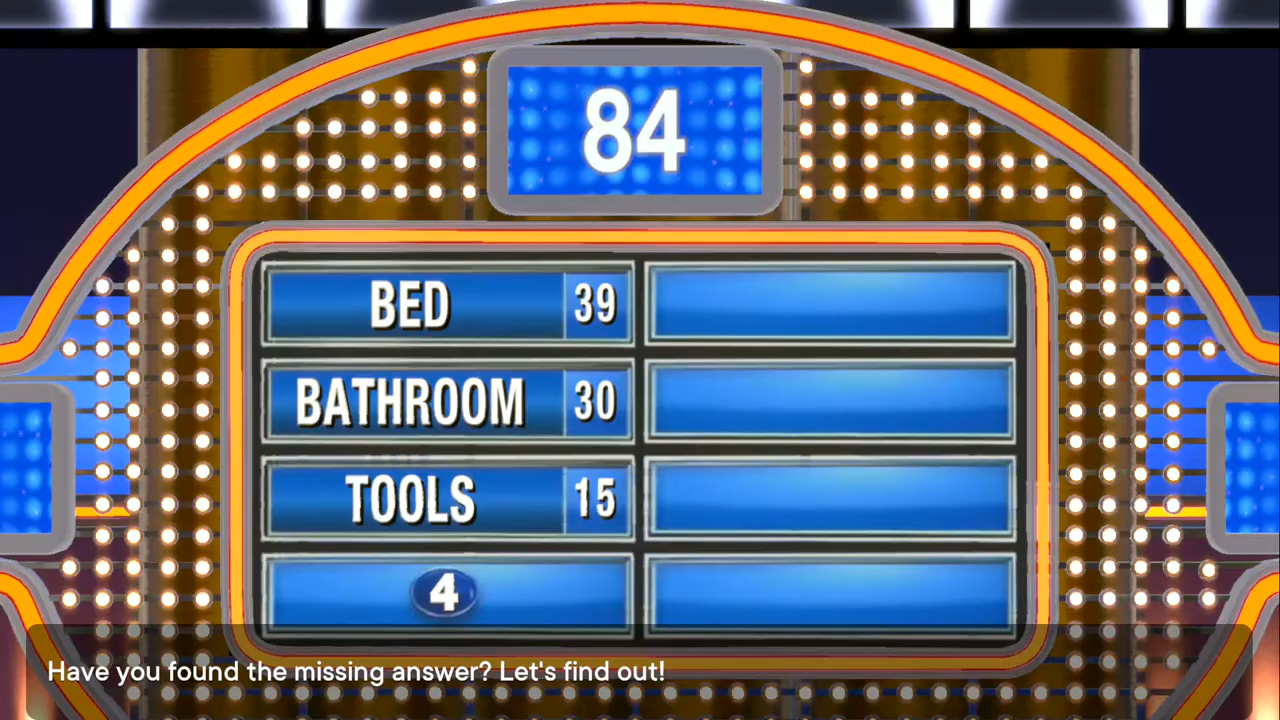 84
BED 39
BATHROOM 30
TOOLS 15
4
Have you found the missing answer? Let's find out!